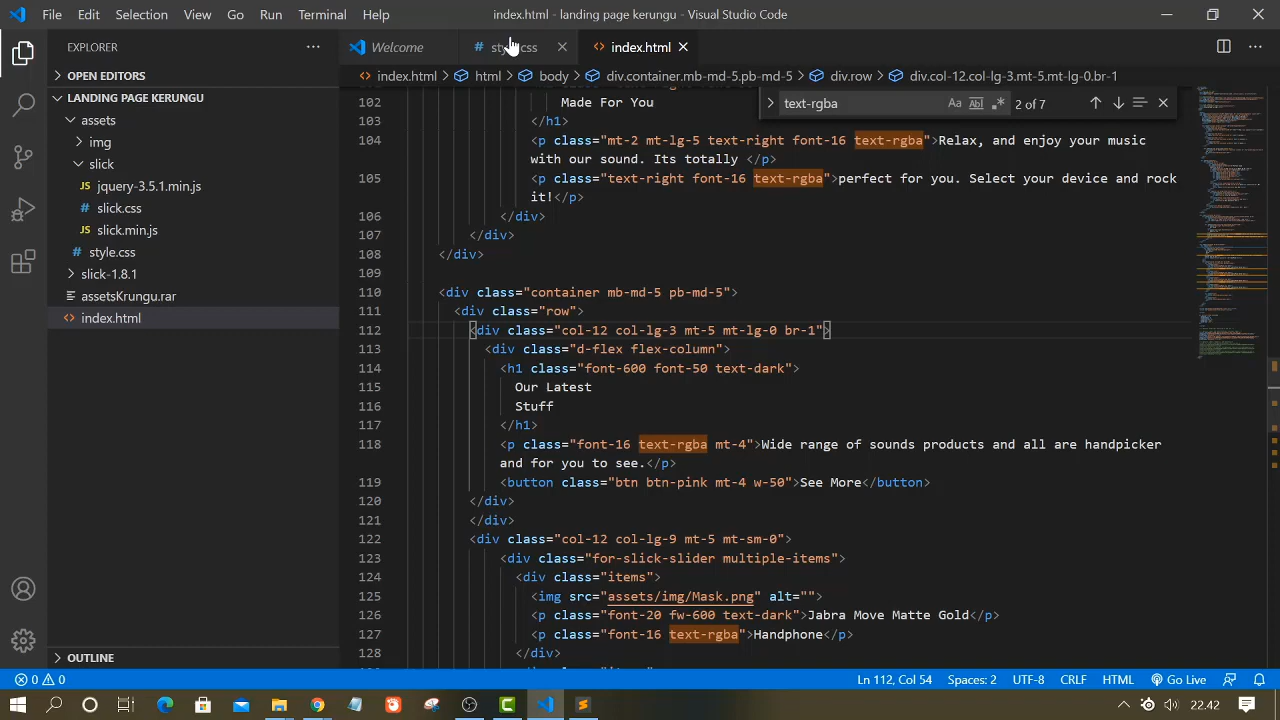 File Edit Selection View Go Run Terminal Help
index.html - landing page kerungu - Visual Studio Code
EXPLORER
Welcome
# index.html
index.html > html > body > div.container.mb-md-5.pb-md-5 > div.row > div.col-12.col-lg-3.mt-5.mt-lg-0.br-1
OPEN EDITORS
LANDING PAGE KERUNGU
assets
img
slick
JS jquery-3.5.1.min.js
# slick.css
JS slick.min.js
# style.css
slick-1.8.1
assetsKrungu.rar
index.html
OUTLINE
text-rgba
2 of 7
102 Made For You
103 </h1>
104 class="mt-2 mt-lg text-ri 16 text-rgba"> and enjoy your mus
our sound. Its </p>
105 <p class="text-right font-16 text-rgba">perfect for you select your device and rock
it</p>
106 </div>
107 </div>
108 </div>
109
110 <div class= mb-md-5 pb-md-5">
111 <div class="row">
112 <div class="col-12 col-lg-3 mt-5 mt-lg-0 br-1">
113 <div class="d-flex flex-column">
114 <h1 class="font-600 font-50 text-dark">
115 Our Latest
116 Stuff
117 </h1>
118 <p class="font-16 text-rgba mt-4">Wide range of sounds products and all are handpicker
and for you to see.</p>
119 <button class="btn btn-pink mt-4 w-50">See More</button>
120 </div>
121 </div>
122 <div class="col-12 col-lg-9 mt-5 mt-sm-0">
123 <div class="for-slick-slider multiple-items">
124 <div class="items">
125 <img src="assets/img/Mask.png" alt="">
126 <p class="font-20 fw-600 text-dark">Jabra Move Matte Gold</p>
127 <p class="font-16 text-rgba">Handphone</p>
128 </div>
0 0
Ln 112, Col 54 Spaces: 2 UTF-8 CRLF HTML Go Live
22.42